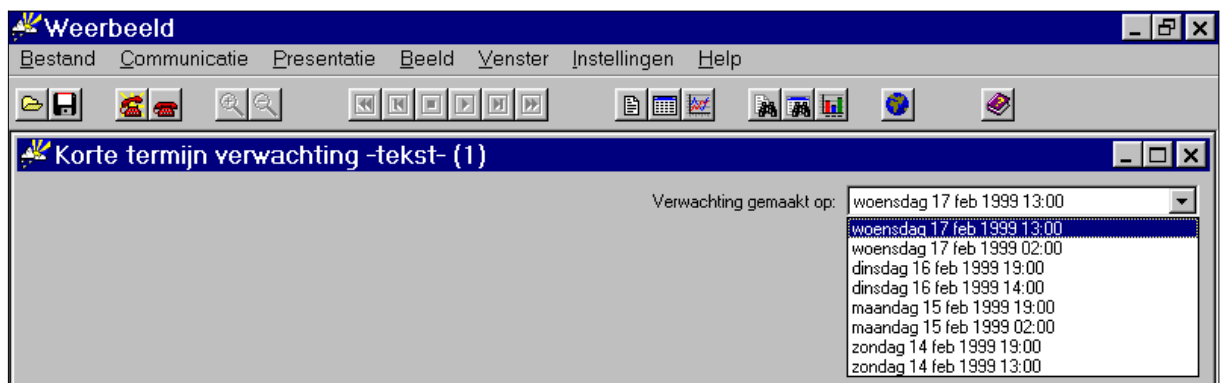 Weerbeeld
Bestand Communicatie Presentatie Beeld Venster Instellingen Help
Korte termijn verwachting -tekst- (1)
Verwachting gemaakt op: woensdag 17 feb 1999 13:00
woensdag 17 feb 1999 13:00
woensdag 17 feb 1999 02:00
dinsdag 16 feb 1999 19:00
dinsdag 16 feb 1999 14:00
maandag 15 feb 1999 19:00
maandag 15 feb 1999 02:00
zondag 14 feb 1999 19:00
zondag 14 feb 1999 13:00